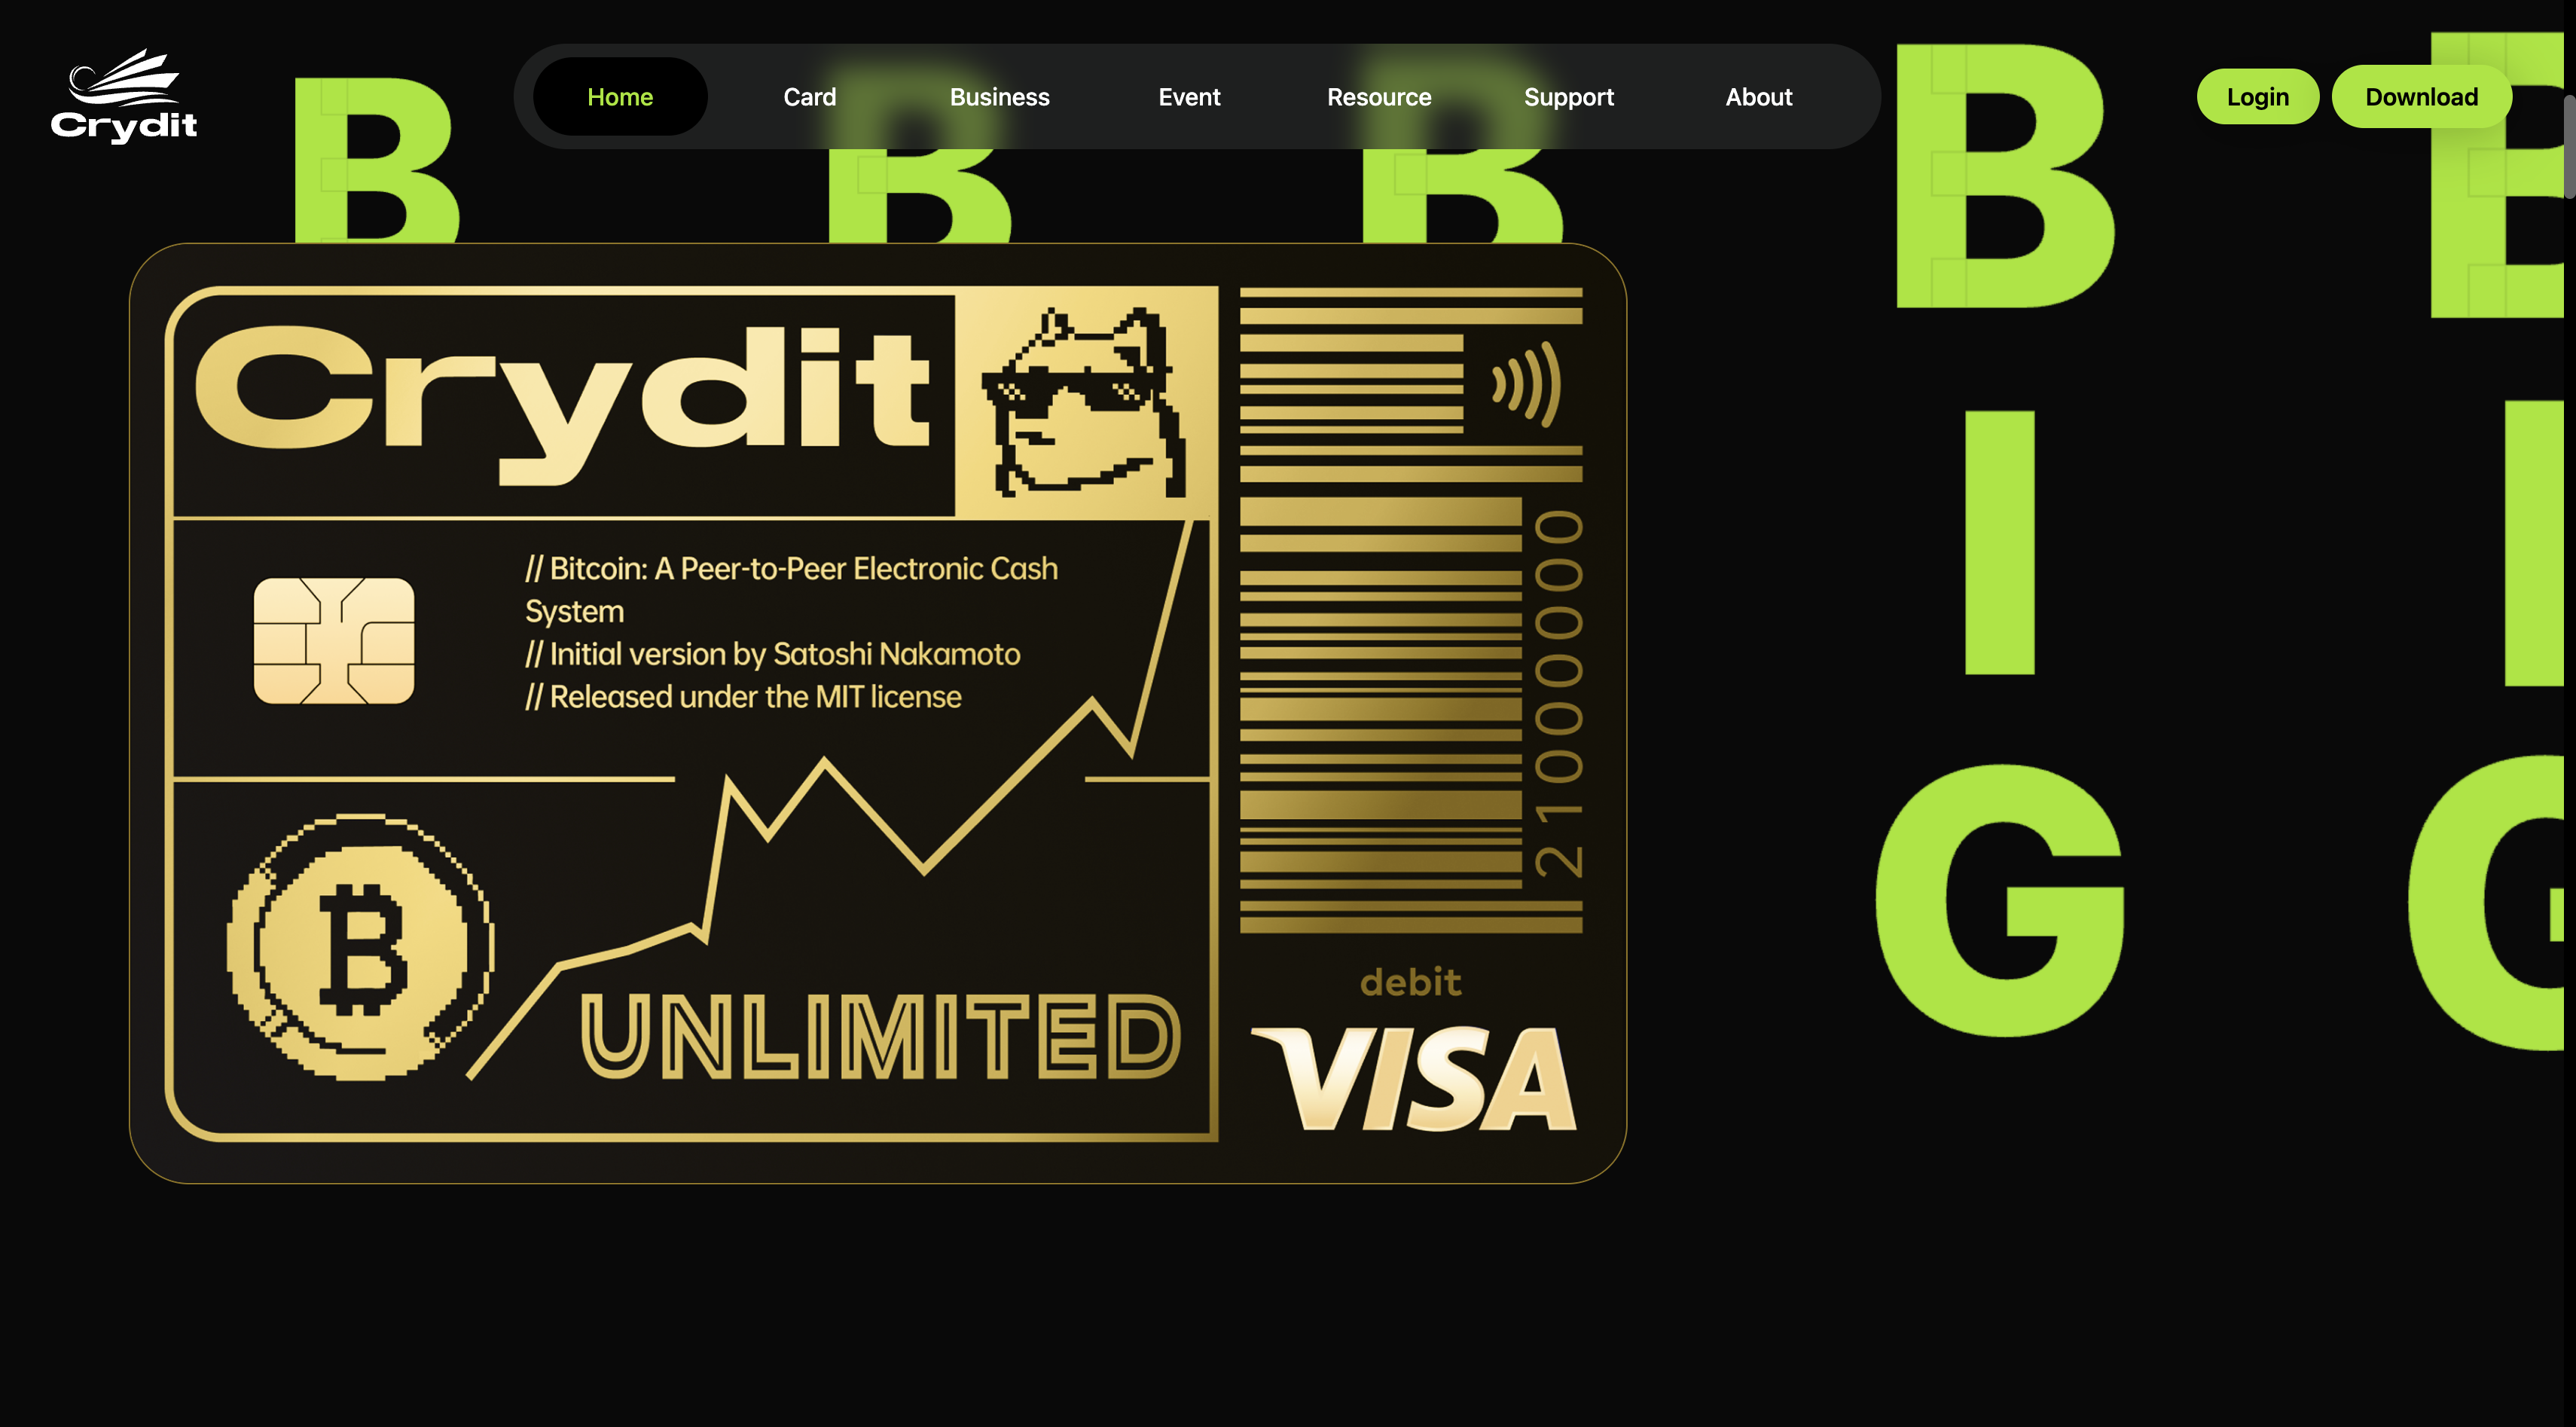 Crydit
Home
Card
Business
Event
Resource
Support
About
Login
Download
B
B
B
B
B
Crydit
// Bitcoin: A Peer-to-Peer Electronic Cash
System
// Initial version by Satoshi Nakamoto
// Released under the MIT license
B
UNLIMITED
21000000
debit
VISA
I
I
G
G